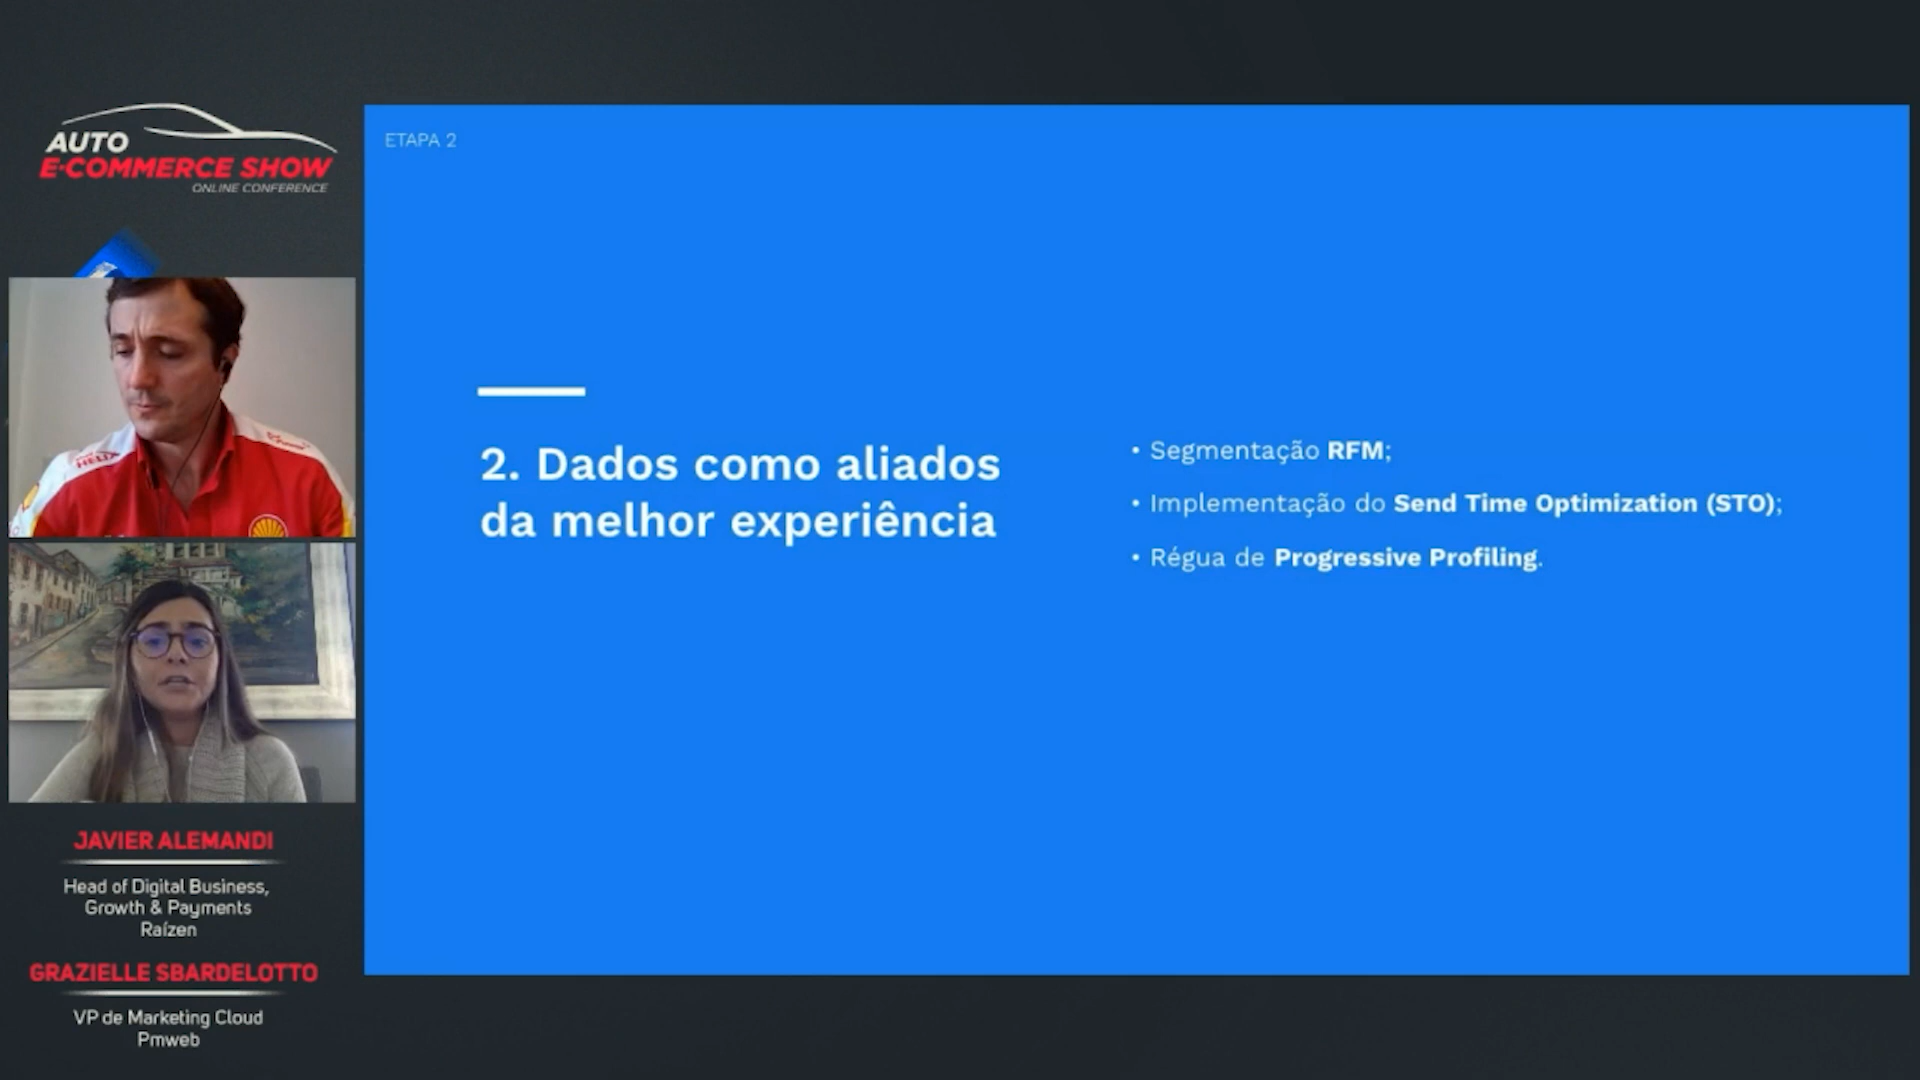 AUTO
E-COMMERCE SHOW
ONLINE CONFERENCE
HELIX
JAVIER ALEMANDI
Head of Digital Business,
Growth & Payments
Raízen
GRAZIELLE SBARDELOTTO
VP de Marketing Cloud
Pmweb
ETAPA 2
2. Dados como aliados
da melhor experiência
• Segmentação RFM;
• Implementação do Send Time Optimization (STO);
• Régua de Progressive Profiling.